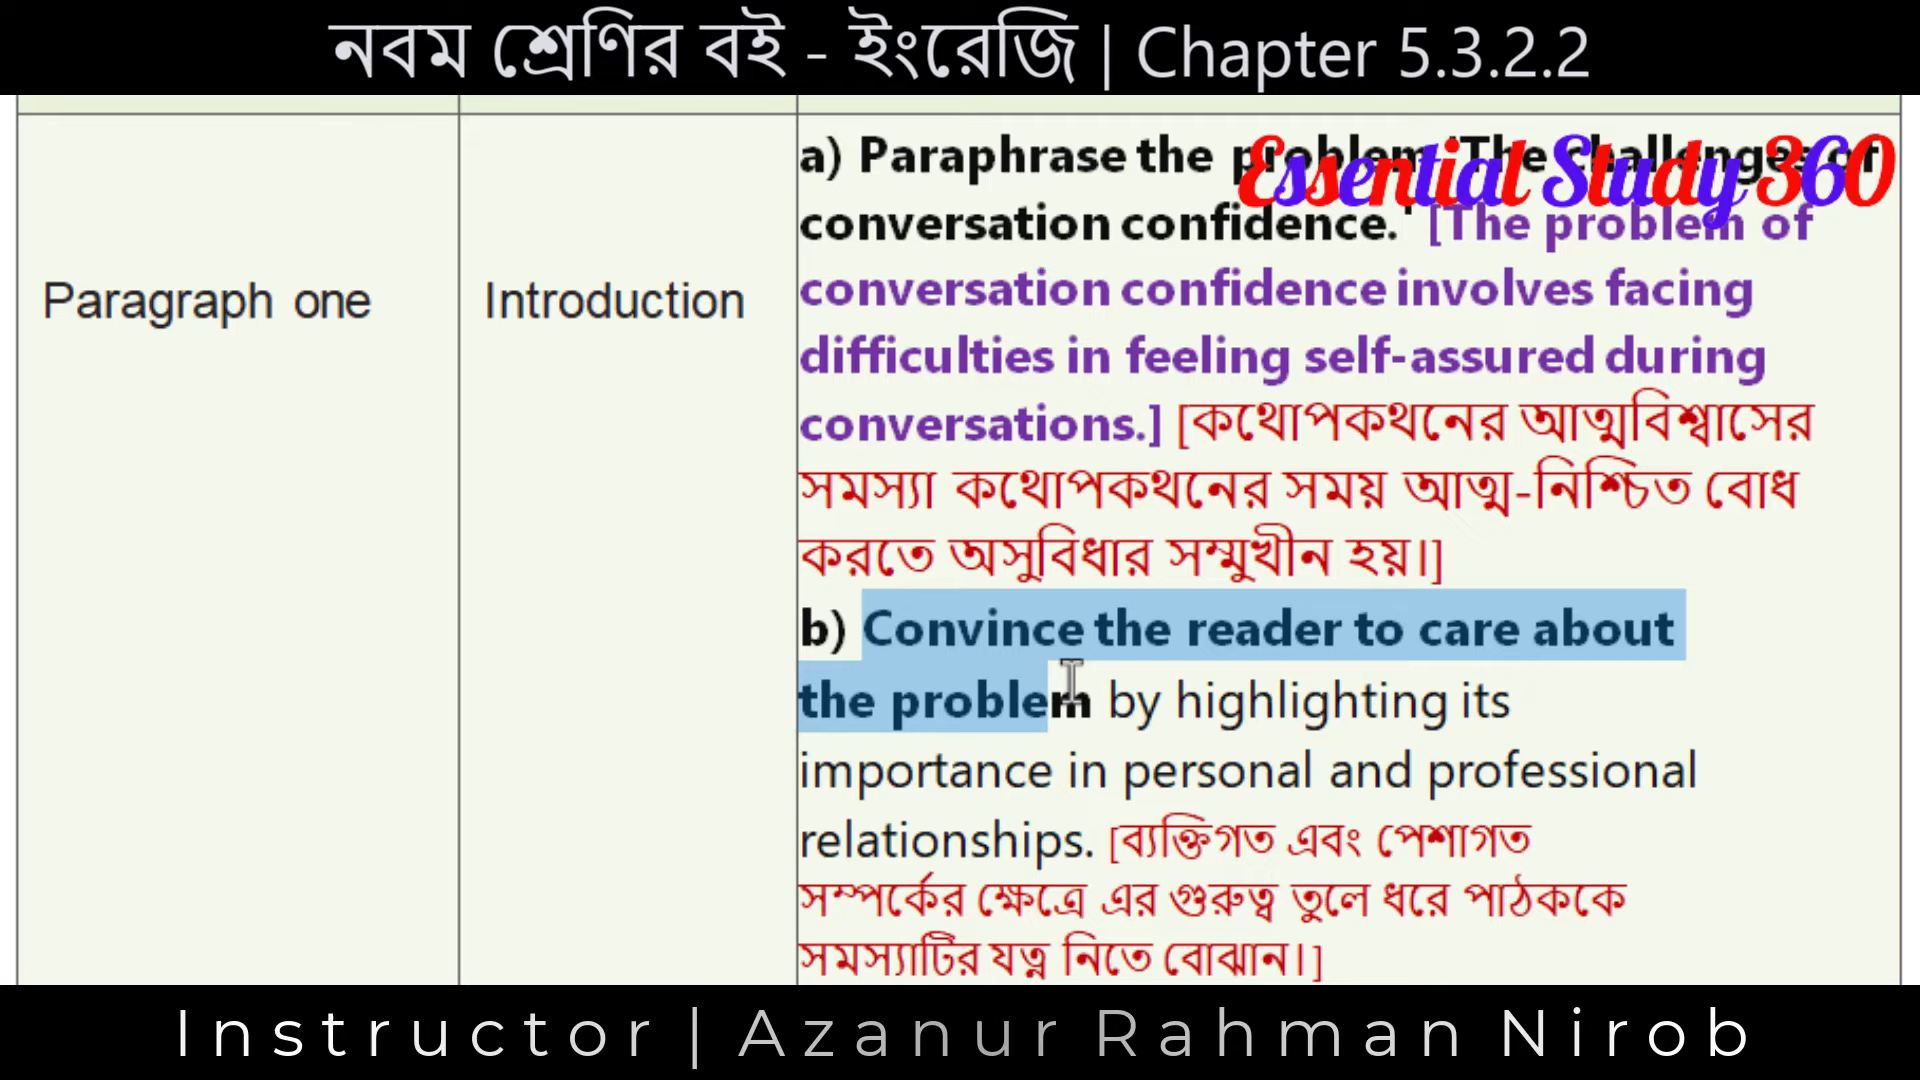 নবম শ্রেণির বই - ইংরেজি | Chapter 5.3.2.2
Paragraph one
Introduction
a) Paraphrase the problem 'The challenges of
Essential Study 360
conversation confidence.' [The problem of
conversation confidence involves facing
difficulties in feeling self-assured during
conversations.] [কথোপকথনের আত্মবিশ্বাসের
সমস্যা কথোপকথনের সময় আত্ম-নিশ্চিত বোধ
করতে অসুবিধার সম্মুখীন হয়।]
b) Convince the reader to care about
the problem by highlighting its
importance in personal and professional
relationships. [ব্যক্তিগত এবং পেশাগত
সম্পর্কের ক্ষেত্রে এর গুরুত্ব তুলে ধরে পাঠককে
সমস্যাটির যত্ন নিতে বোঝান।]
Instructor | Azanur Rahman Nirob